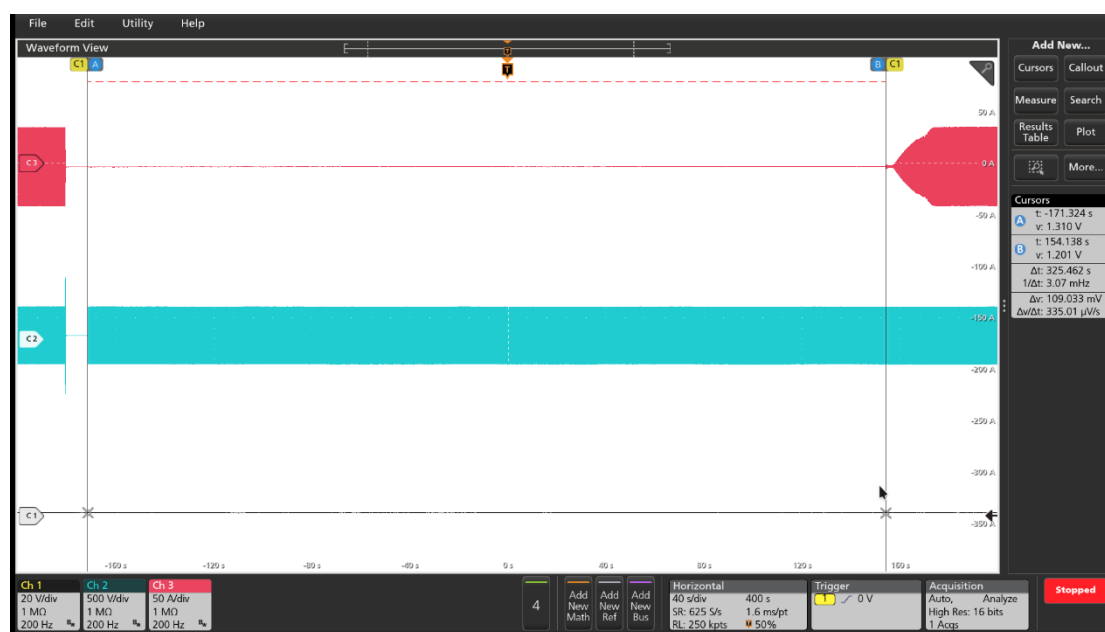 File Edit Utility Help
Waveform View
C1 A
T
T
B C1
50 A
C3
0 A
-50 A
-100 A
-150 A
C2
-200 A
-250 A
-300 A
C1
-350 A
-160 s -120 s -80 s -40 s 0 s 40 s 80 s 120 s 160 s
Add New...
Cursors Callout
Measure Search
Results Table Plot
More...
Cursors
A t: -171.324 s
v: 1.310 V
B t: 154.138 s
v: 1.201 V
Δt: 325.462 s
1/Δt: 3.07 mHz
Δv: 109.033 mV
Δv/Δt: 335.01 µV/s
Ch 1
20 V/div
1 MΩ
200 Hz Bw
Ch 2
500 V/div
1 MΩ
200 Hz Bw
Ch 3
50 A/div
1 MΩ
200 Hz Bw
4
Add New Math
Add New Ref
Add New Bus
Horizontal
40 s/div 400 s
SR: 625 S/s 1.6 ms/pt
RL: 250 kpts 50%
Trigger
1 0 V
Acquisition
Auto, Analyze
High Res: 16 bits
1 Acqs
Stopped